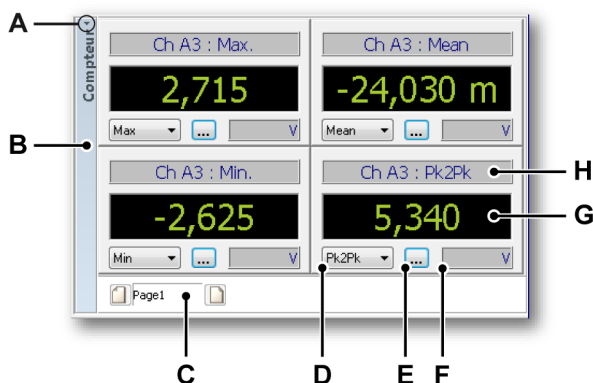 A
B
Compteur
Ch A3 : Max.
2,715
Max
...
V
Ch A3 : Mean
-24,030 m
Mean
...
V
Ch A3 : Min.
-2,625
Min
...
V
Ch A3 : Pk2Pk
5,340
Pk2Pk
...
V
H
G
Page1
C
D
E
F